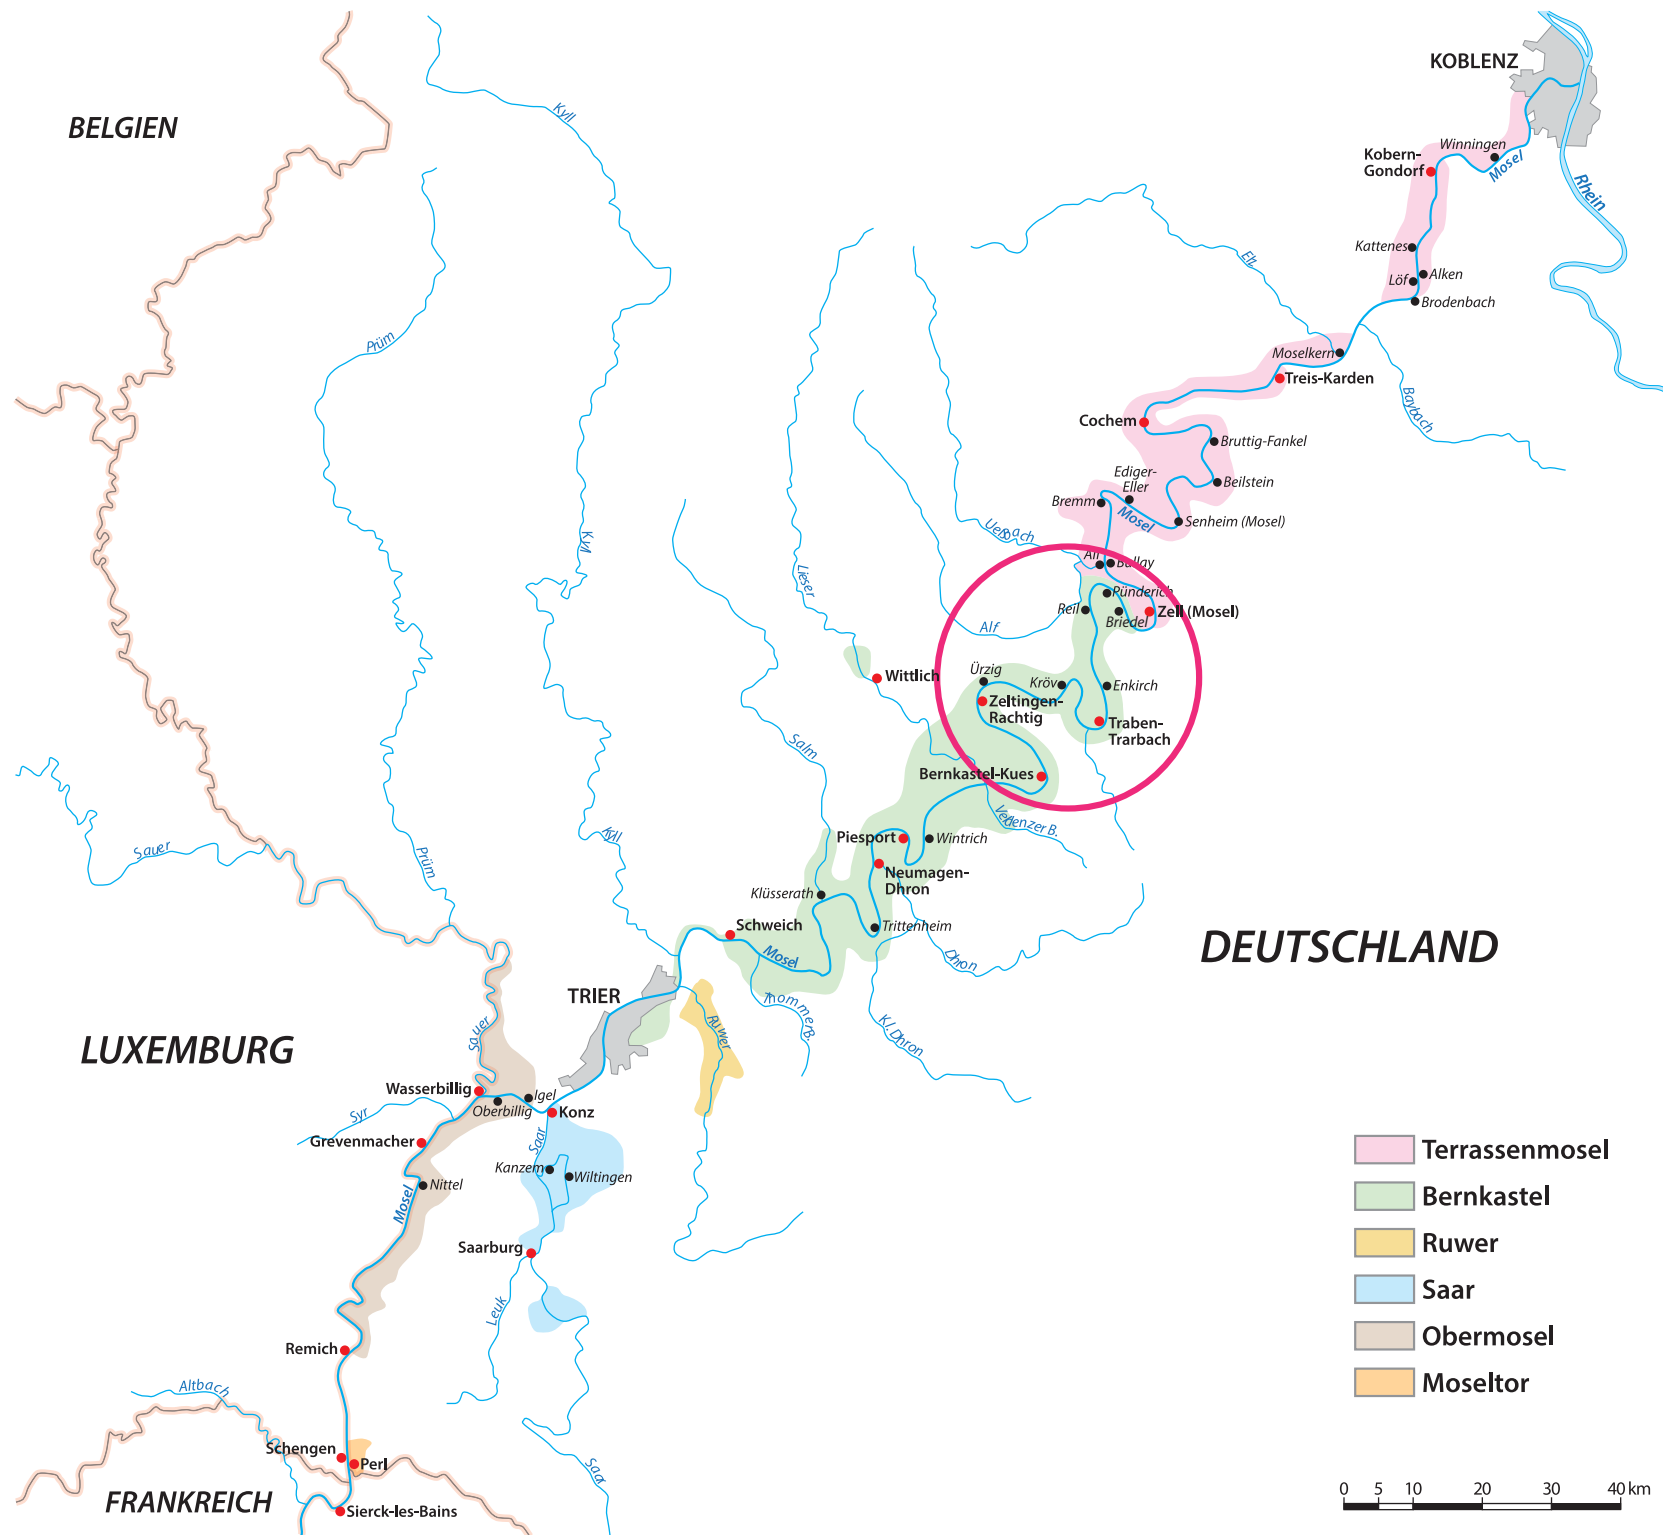 KOBLENZ
BELGIEN
Kyll
Winningen
Mosel
Kobern-
Gondorf
Rhein
Kattenes
Elz
Alken
Löf
Brodenbach
Prüm
Moselkern
Treis-Karden
Baybach
Cochem
Bruttig-Fankel
Ediger-
Eller
Beilstein
Bremm
Mosel
Senheim (Mosel)
Kyll
Ueßbach
Alf
Bullay
Lieser
Pünderich
Reil
Briedel
Zell (Mosel)
Alf
Ürzig
Wittlich
Kröv
Enkirch
Zeltingen-
Rachtig
Traben-
Trarbach
Salm
Bernkastel-Kues
Veldenzer B.
Kyll
Piesport
Wintrich
Sauer
Prüm
Neumagen-
Dhron
Klüsserath
Schweich
Trittenheim
Mosel
Dhron
DEUTSCHLAND
TRIER
Thommer B.
Ruwer
Kl. Dhron
Sauer
LUXEMBURG
Wasserbillig
Igel
Oberbillig
Konz
Syr
Grevenmacher
Saar
Kanzem
Wiltingen
Nittel
Mosel
Saarburg
Leuk
Remich
Altbach
Schengen
Perl
Saar
FRANKREICH
Sierck-les-Bains
Terrassenmosel
Bernkastel
Ruwer
Saar
Obermosel
Moseltor
0 5 10 20 30 40 km